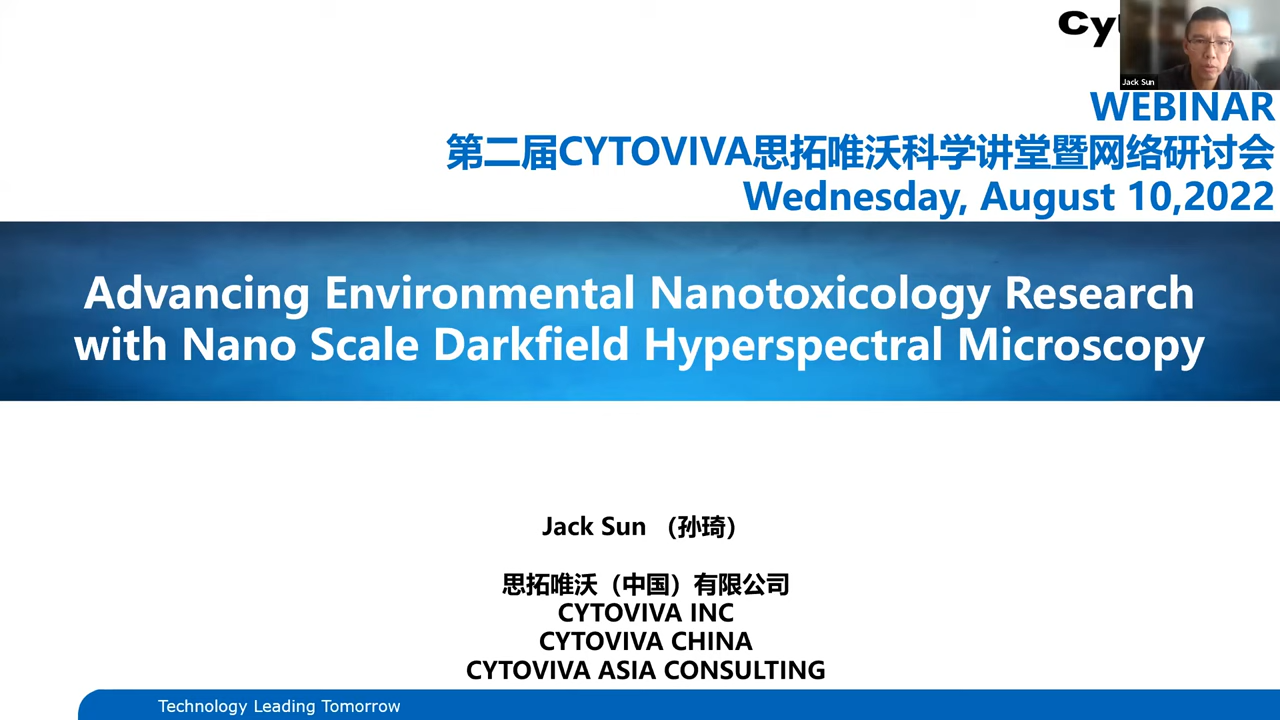 Cy
Jack Sun
WEBINAR
第二届CYTOVIVA思拓唯沃科学讲堂暨网络研讨会
Wednesday, August 10,2022
Advancing Environmental Nanotoxicology Research
with Nano Scale Darkfield Hyperspectral Microscopy
Jack Sun （孙琦）
思拓唯沃（中国）有限公司
CYTOVIVA INC
CYTOVIVA CHINA
CYTOVIVA ASIA CONSULTING
Technology Leading Tomorrow